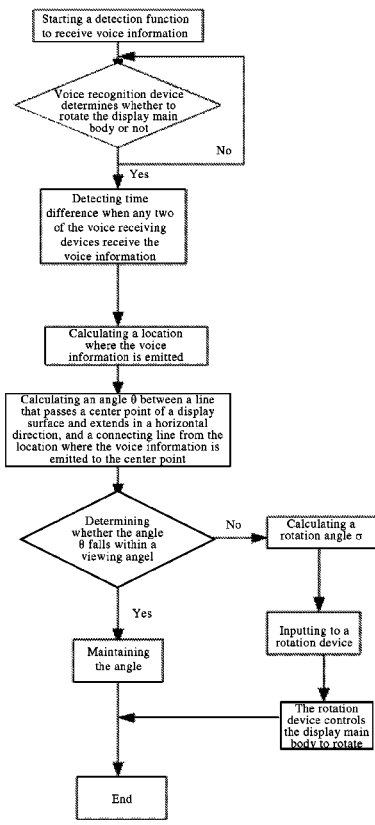 Starting a detection function
to receive voice information
Voice recognition device
determines whether to
rotate the display main
body or not
No
Yes
Detecting time
difference when any two
of the voice receiving
devices receive the
voice information
Calculating a location
where the voice
information is emitted
Calculating an angle θ between a line
that passes a center point of a display
surface and extends in a horizontal
direction, and a connecting line from the
location where the voice information is
emitted to the center point
Determining
whether the angle
θ falls within a
viewing angel
No
Calculating a
rotation angle σ
Yes
Inputting to a
rotation device
Maintaining
the angle
The rotation
device controls
the display main
body to rotate
End